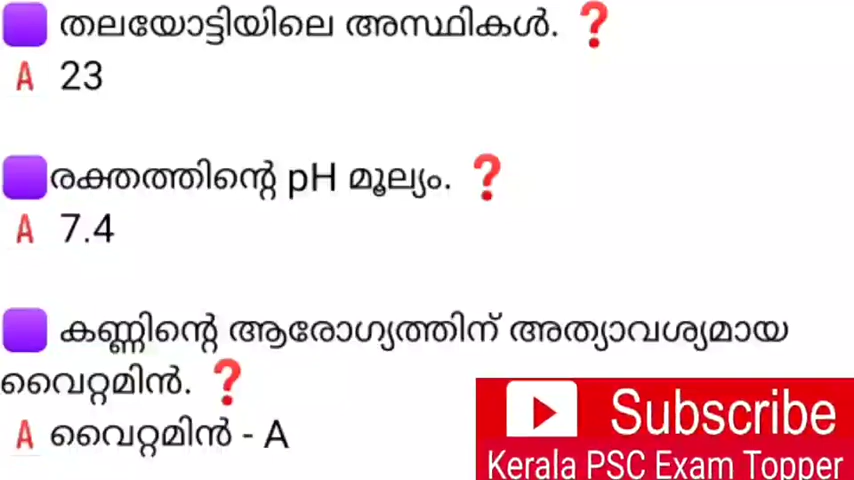 തലയോട്ടിയിലെ അസ്ഥികൾ. ❓
A 23
രക്തത്തിന്റെ pH മൂല്യം. ❓
A 7.4
കണ്ണിന്റെ ആരോഗ്യത്തിന് അത്യാവശ്യമായ
വൈറ്റമിൻ. ❓
A വൈറ്റമിൻ - A
Subscribe
Kerala PSC Exam Topper